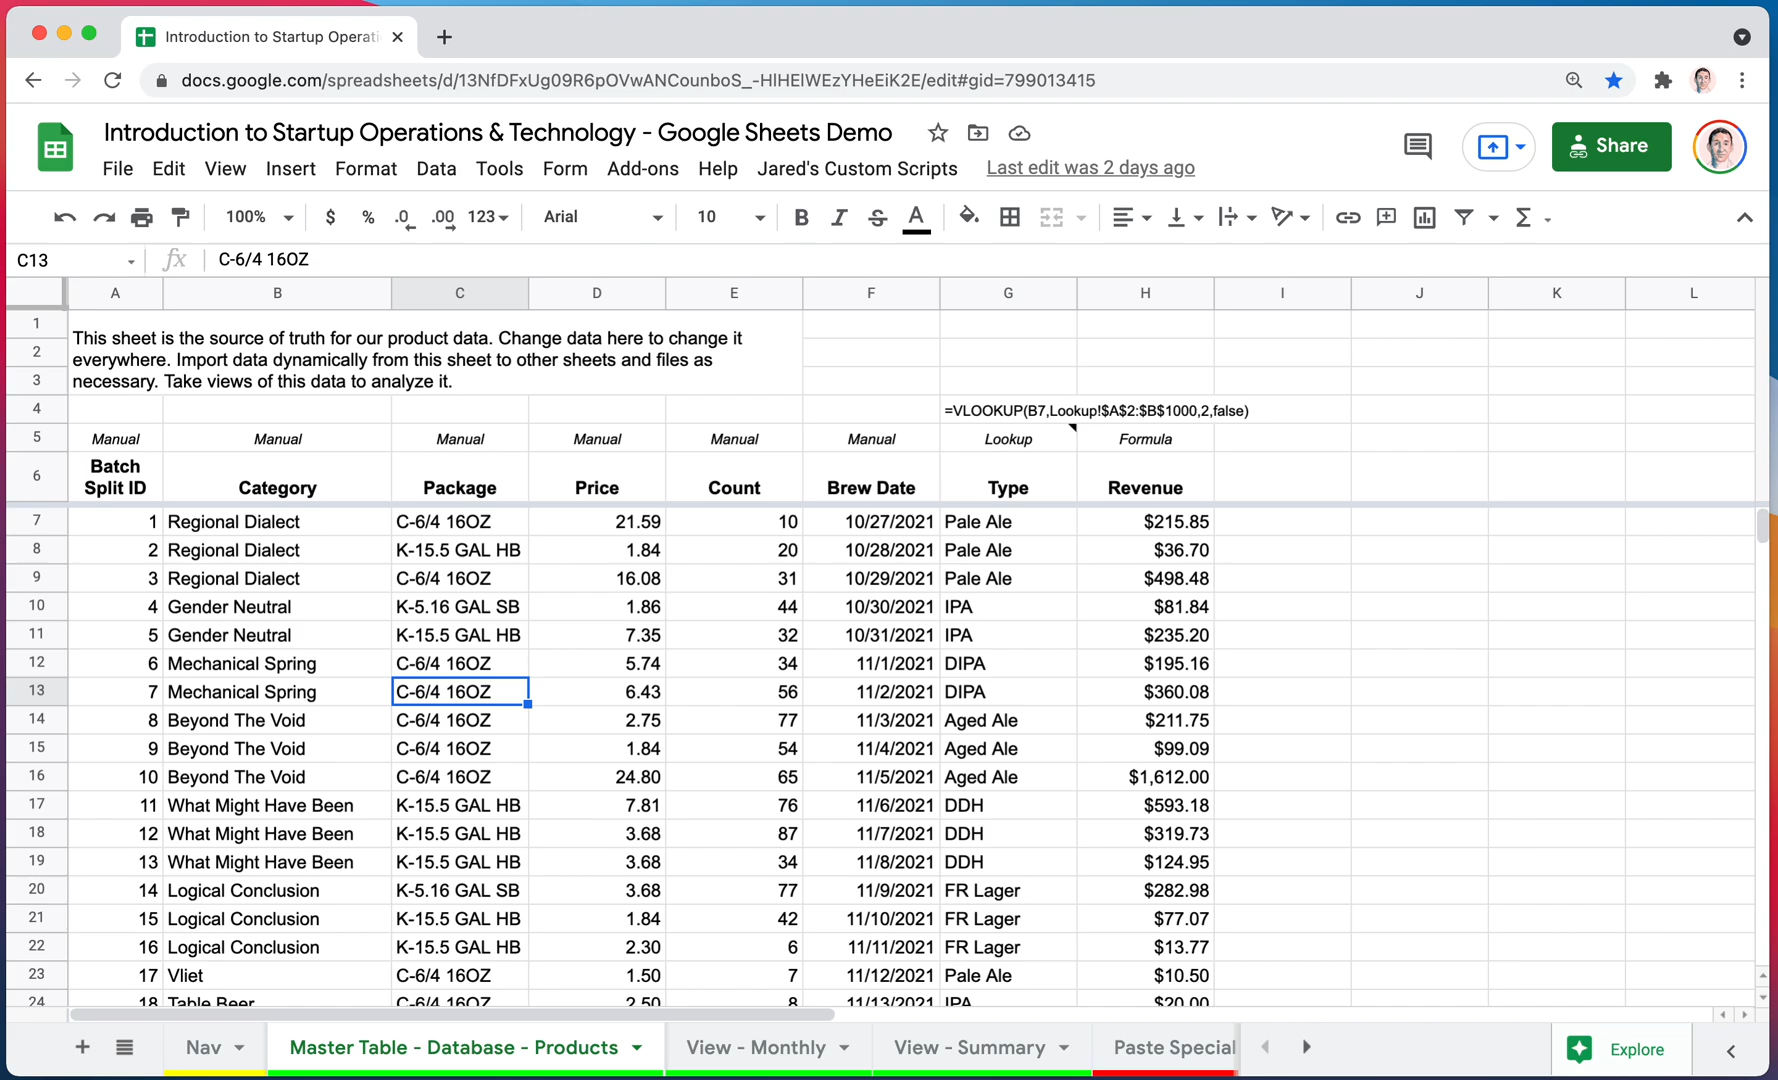 Introduction to Startup Operati
docs.google.com/spreadsheets/d/13NfDFxUg09R6pOVwANCounboS_-HIHEIWEzYHeEiK2E/edit#gid=799013415
Introduction to Startup Operations & Technology - Google Sheets Demo
File Edit View Insert Format Data Tools Form Add-ons Help Jared's Custom Scripts Last edit was 2 days ago
Share
100% $ % .0 .00 123 Arial 10 B I S A Σ
C13 fx C-6/4 16OZ
A B C D E F G H I J K L
1
This sheet is the source of truth for our product data. Change data here to change it
2
everywhere. Import data dynamically from this sheet to other sheets and files as
3
necessary. Take views of this data to analyze it.
4 =VLOOKUP(B7,Lookup!$A$2:$B$1000,2,false)
5 Manual Manual Manual Manual Manual Manual Lookup Formula
6 Batch Split ID Category Package Price Count Brew Date Type Revenue
7 1 Regional Dialect C-6/4 16OZ 21.59 10 10/27/2021 Pale Ale $215.85
8 2 Regional Dialect K-15.5 GAL HB 1.84 20 10/28/2021 Pale Ale $36.70
9 3 Regional Dialect C-6/4 16OZ 16.08 31 10/29/2021 Pale Ale $498.48
10 4 Gender Neutral K-5.16 GAL SB 1.86 44 10/30/2021 IPA $81.84
11 5 Gender Neutral K-15.5 GAL HB 7.35 32 10/31/2021 IPA $235.20
12 6 Mechanical Spring C-6/4 16OZ 5.74 34 11/1/2021 DIPA $195.16
13 7 Mechanical Spring C-6/4 16OZ 6.43 56 11/2/2021 DIPA $360.08
14 8 Beyond The Void C-6/4 16OZ 2.75 77 11/3/2021 Aged Ale $211.75
15 9 Beyond The Void C-6/4 16OZ 1.84 54 11/4/2021 Aged Ale $99.09
16 10 Beyond The Void C-6/4 16OZ 24.80 65 11/5/2021 Aged Ale $1,612.00
17 11 What Might Have Been K-15.5 GAL HB 7.81 76 11/6/2021 DDH $593.18
18 12 What Might Have Been K-15.5 GAL HB 3.68 87 11/7/2021 DDH $319.73
19 13 What Might Have Been K-15.5 GAL HB 3.68 34 11/8/2021 DDH $124.95
20 14 Logical Conclusion K-5.16 GAL SB 3.68 77 11/9/2021 FR Lager $282.98
21 15 Logical Conclusion K-15.5 GAL HB 1.84 42 11/10/2021 FR Lager $77.07
22 16 Logical Conclusion K-15.5 GAL HB 2.30 6 11/11/2021 FR Lager $13.77
23 17 Vliet C-6/4 16OZ 1.50 7 11/12/2021 Pale Ale $10.50
24 18 Table Beer C-6/4 16OZ 2.50 8 11/13/2021 IPA $20.00
Nav Master Table - Database - Products View - Monthly View - Summary Paste Special Explore